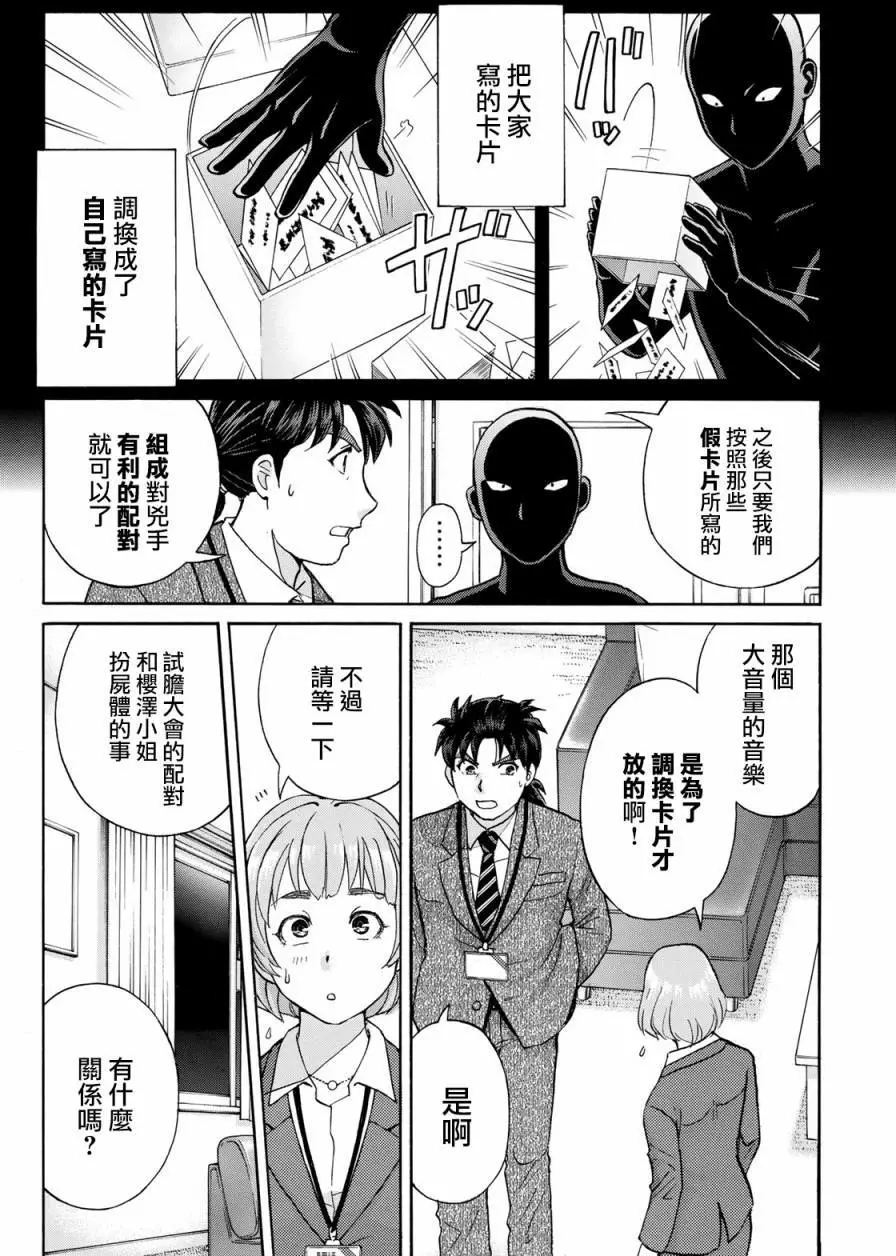 把大家
寫的卡片
ザザッ
調換成了
自己寫的卡片
之後只要我們
按照那些
假卡片所寫的
……
組成對兇手
有利的配對
就可以了
那個
大音量的音樂
是為了
調換卡片才
放的啊！
是啊
不過
請等一下
試膽大會的配對
和櫻澤小姐
扮屍體的事
有什麼
關係嗎？